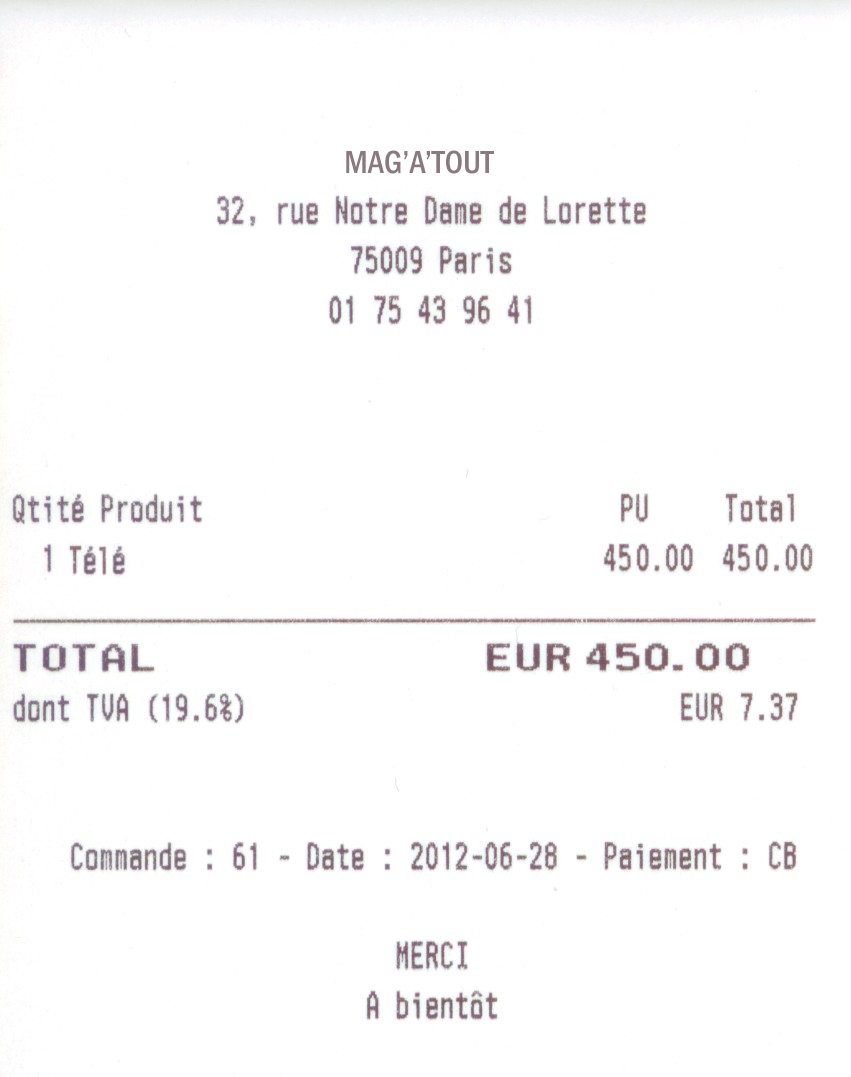 MAG'A'TOUT
32, rue Notre Dame de Lorette
75009 Paris
01 75 43 96 41
Qtité Produit PU Total
1 Télé 450.00 450.00
TOTAL EUR 450.00
dont TVA (19.6%) EUR 7.37
Commande : 61 - Date : 2012-06-28 - Paiement : CB
MERCI
A bientôt